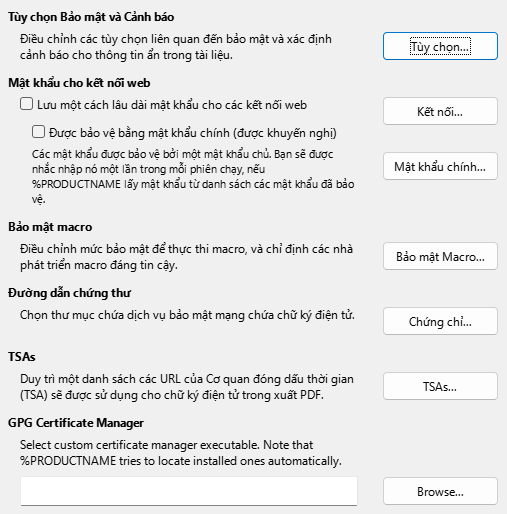 Tùy chọn Bảo mật và Cảnh báo
Điều chỉnh các tùy chọn liên quan đến bảo mật và xác định
cảnh báo cho thông tin ẩn trong tài liệu.
Tùy chọn...
Mật khẩu cho kết nối web
Lưu một cách lâu dài mật khẩu cho các kết nối web
Kết nối...
Được bảo vệ bằng mật khẩu chính (được khuyến nghị)
Các mật khẩu được bảo vệ bởi một mật khẩu chủ. Bạn sẽ được
nhắc nhập nó một lần trong mỗi phiên chạy, nếu
%PRODUCTNAME lấy mật khẩu từ danh sách các mật khẩu đã bảo
vệ.
Mật khẩu chính...
Bảo mật macro
Điều chỉnh mức bảo mật để thực thi macro, và chỉ định các nhà
phát triển macro đáng tin cậy.
Bảo mật Macro...
Đường dẫn chứng thư
Chọn thư mục chứa dịch vụ bảo mật mạng chứa chữ ký điện tử.
Chứng chỉ...
TSAs
Duy trì một danh sách các URL của Cơ quan đóng dấu thời gian
(TSA) sẽ được sử dụng cho chữ ký điện tử trong xuất PDF.
TSAs...
GPG Certificate Manager
Select custom certificate manager executable. Note that
%PRODUCTNAME tries to locate installed ones automatically.
Browse...